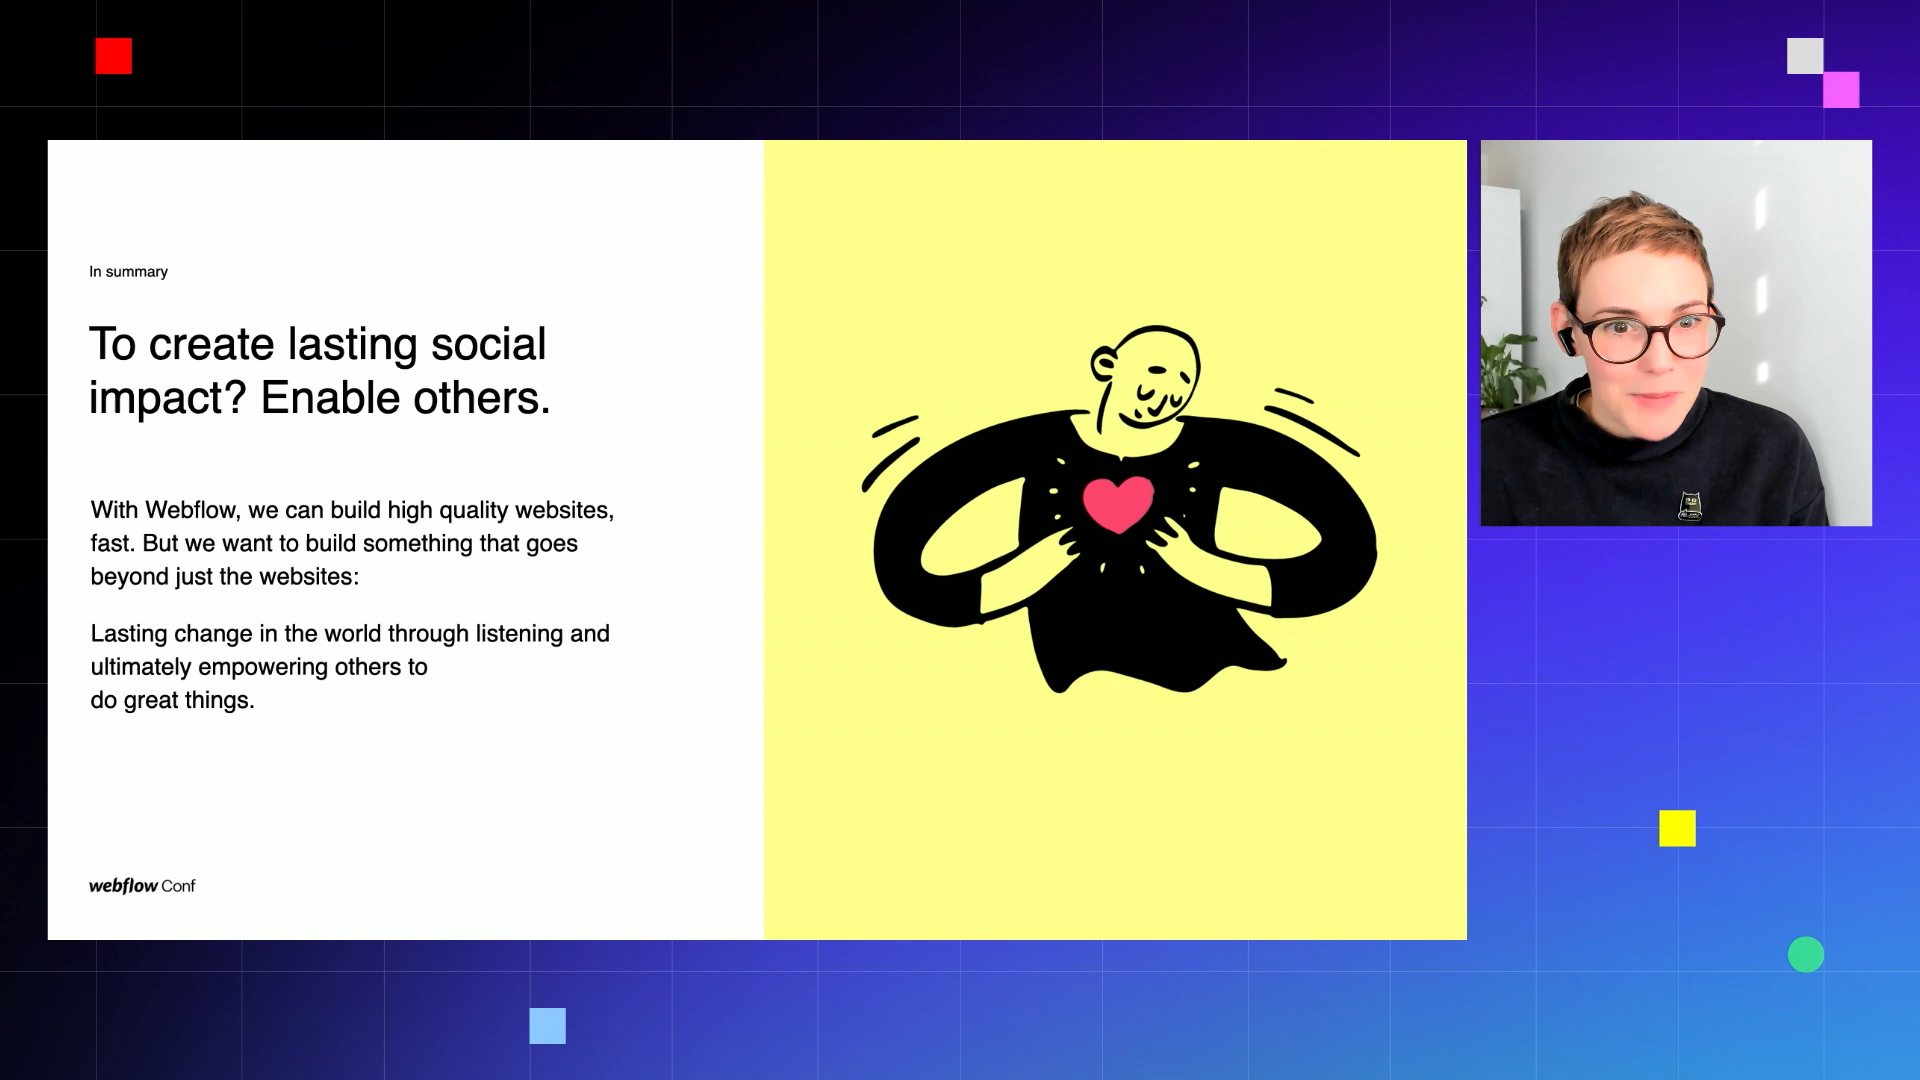 In summary
To create lasting social
impact? Enable others.
With Webflow, we can build high quality websites,
fast. But we want to build something that goes
beyond just the websites:
Lasting change in the world through listening and
ultimately empowering others to
do great things.
webflow Conf